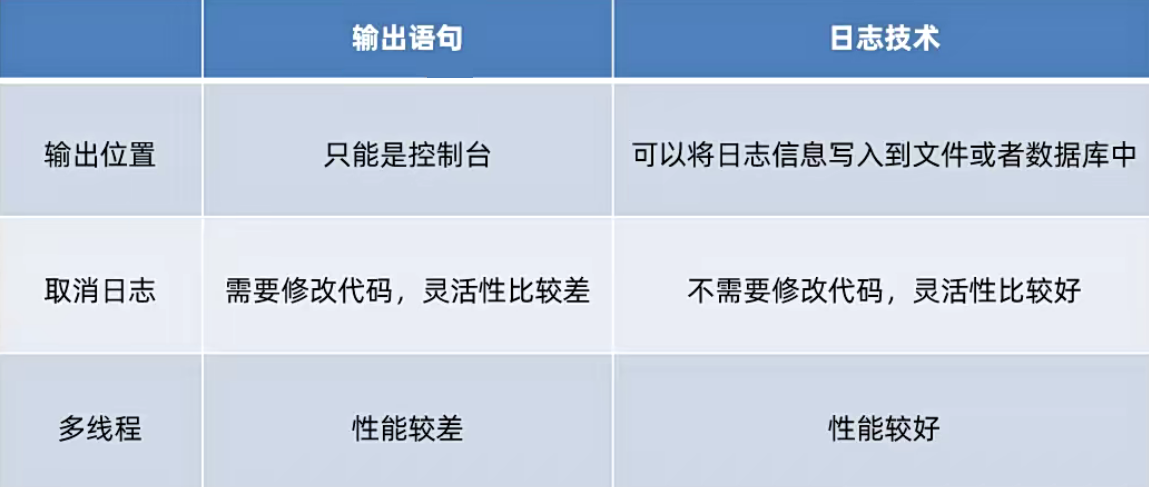 输出语句 日志技术
输出位置 只能是控制台 可以将日志信息写入到文件或者数据库中
取消日志 需要修改代码，灵活性比较差 不需要修改代码，灵活性比较好
多线程 性能较差 性能较好